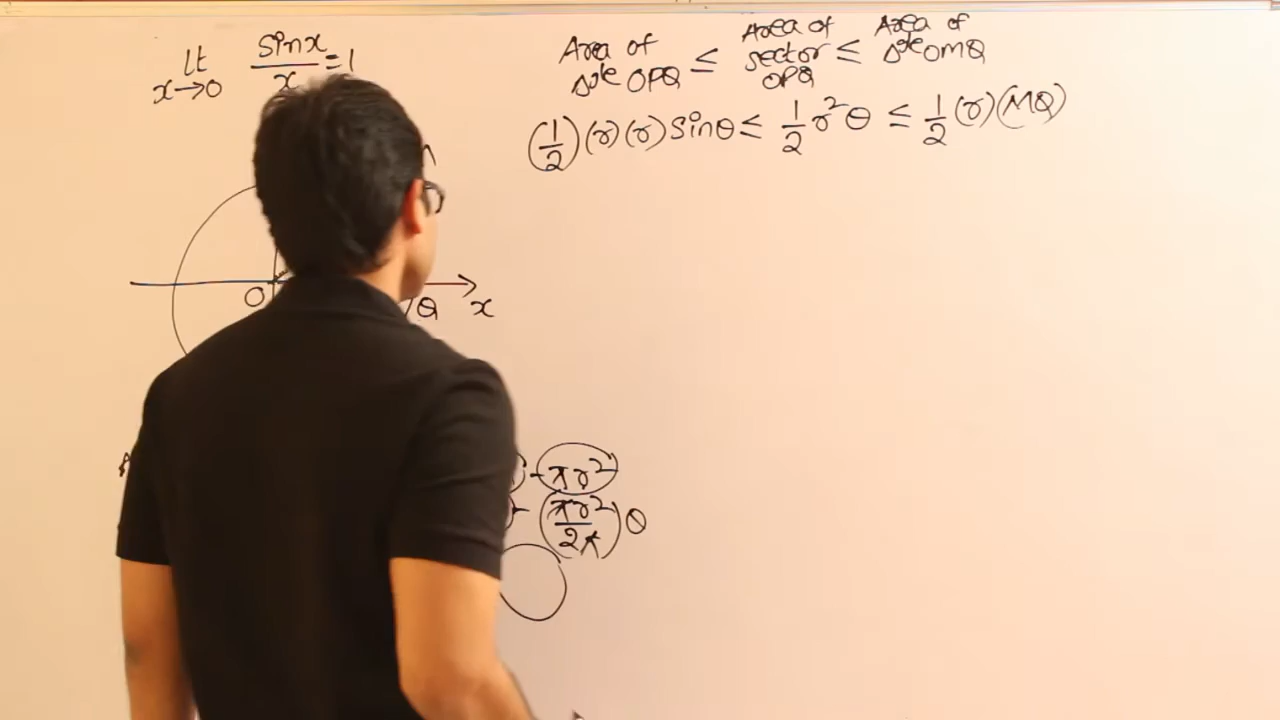 Lt sinx/x = 1
x→0
Area of Δle OPQ ≤ Area of sector OPQ ≤ Area of Δle OMQ
(1/2)(r)(r) Sinθ ≤ 1/2 r²θ ≤ 1/2 (r)(MQ)
O
Q
x
πr²
(πr²/2π) θ